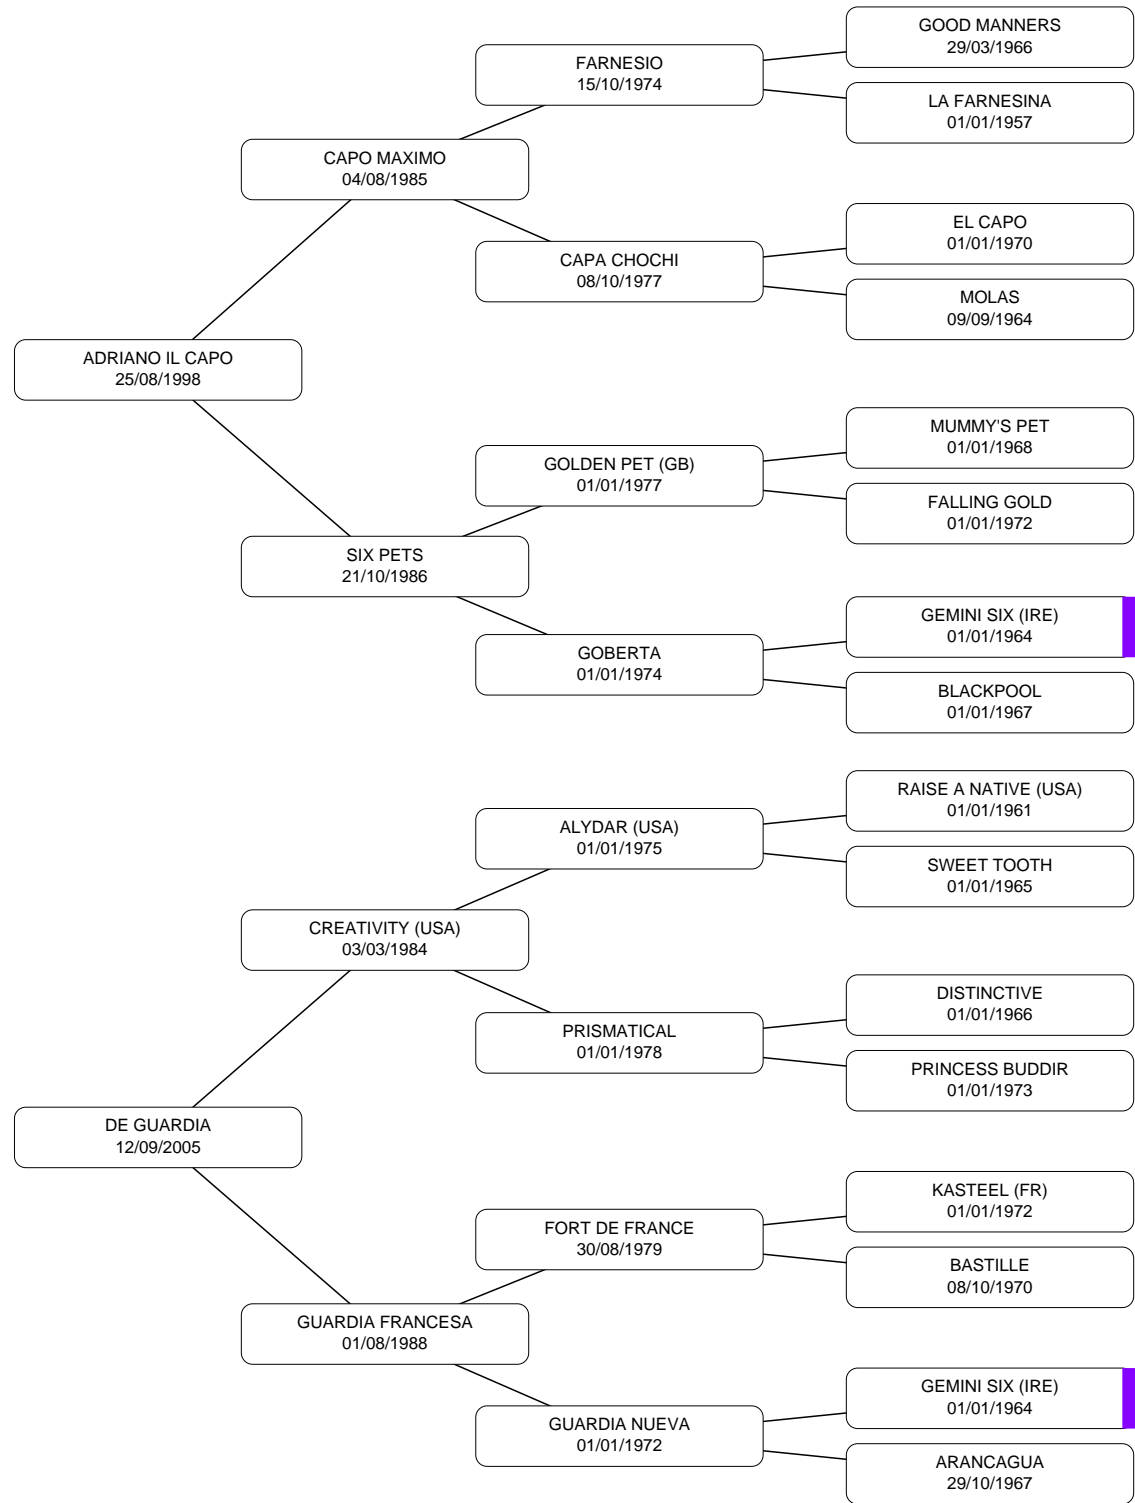 GOOD MANNERS
29/03/1966
FARNESIO
15/10/1974
LA FARNESINA
01/01/1957
CAPO MAXIMO
04/08/1985
EL CAPO
01/01/1970
CAPA CHOCHI
08/10/1977
MOLAS
09/09/1964
ADRIANO IL CAPO
25/08/1998
MUMMY'S PET
01/01/1968
GOLDEN PET (GB)
01/01/1977
FALLING GOLD
01/01/1972
SIX PETS
21/10/1986
GEMINI SIX (IRE)
01/01/1964
GOBERTA
01/01/1974
BLACKPOOL
01/01/1967
RAISE A NATIVE (USA)
01/01/1961
ALYDAR (USA)
01/01/1975
SWEET TOOTH
01/01/1965
CREATIVITY (USA)
03/03/1984
DISTINCTIVE
01/01/1966
PRISMATICAL
01/01/1978
PRINCESS BUDDIR
01/01/1973
DE GUARDIA
12/09/2005
KASTEEL (FR)
01/01/1972
FORT DE FRANCE
30/08/1979
BASTILLE
08/10/1970
GUARDIA FRANCESA
01/08/1988
GEMINI SIX (IRE)
01/01/1964
GUARDIA NUEVA
01/01/1972
ARANCAGUA
29/10/1967